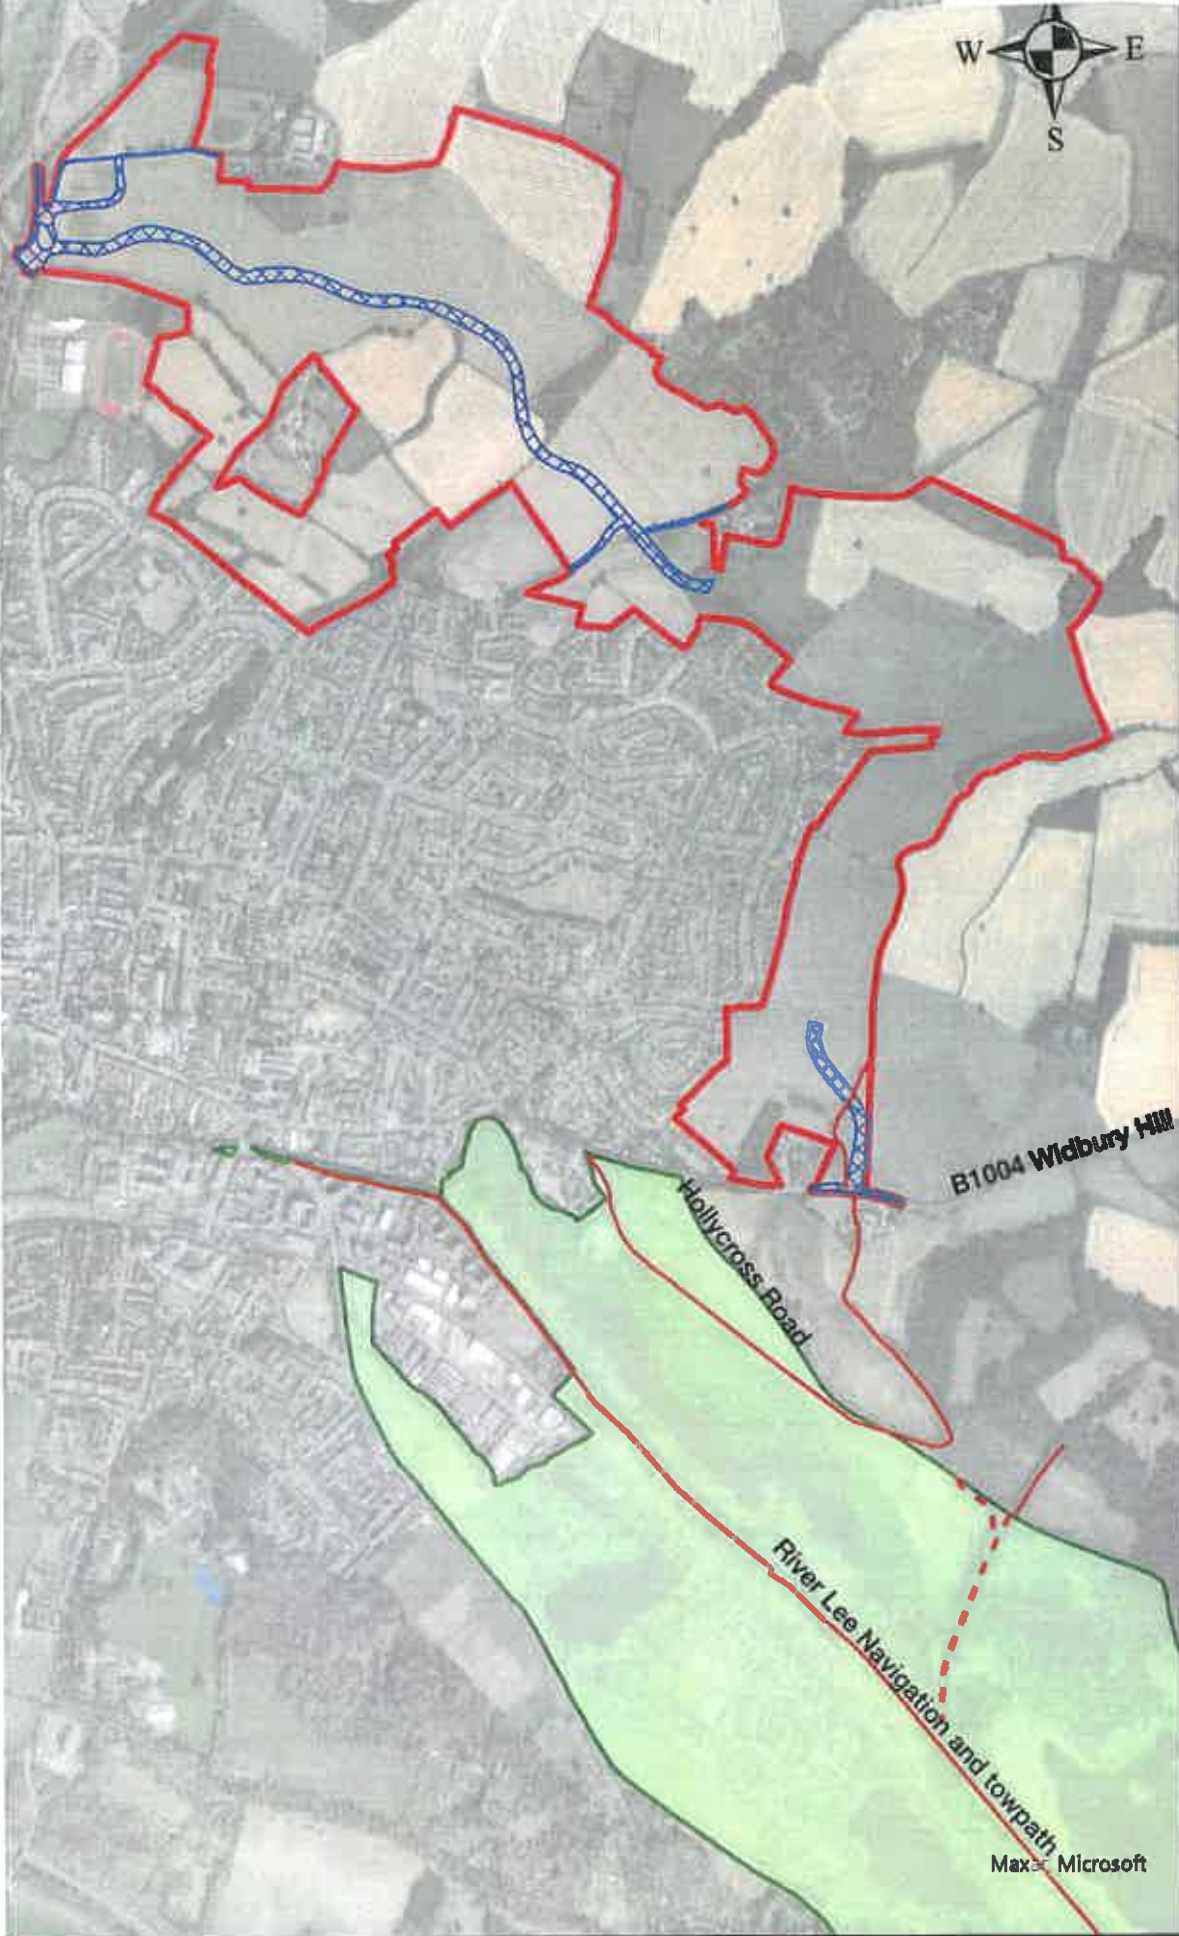 W E
S
B1004 Widbury Hill
Hollycross Road
River Lee Navigation and towpath
Maxar Microsoft